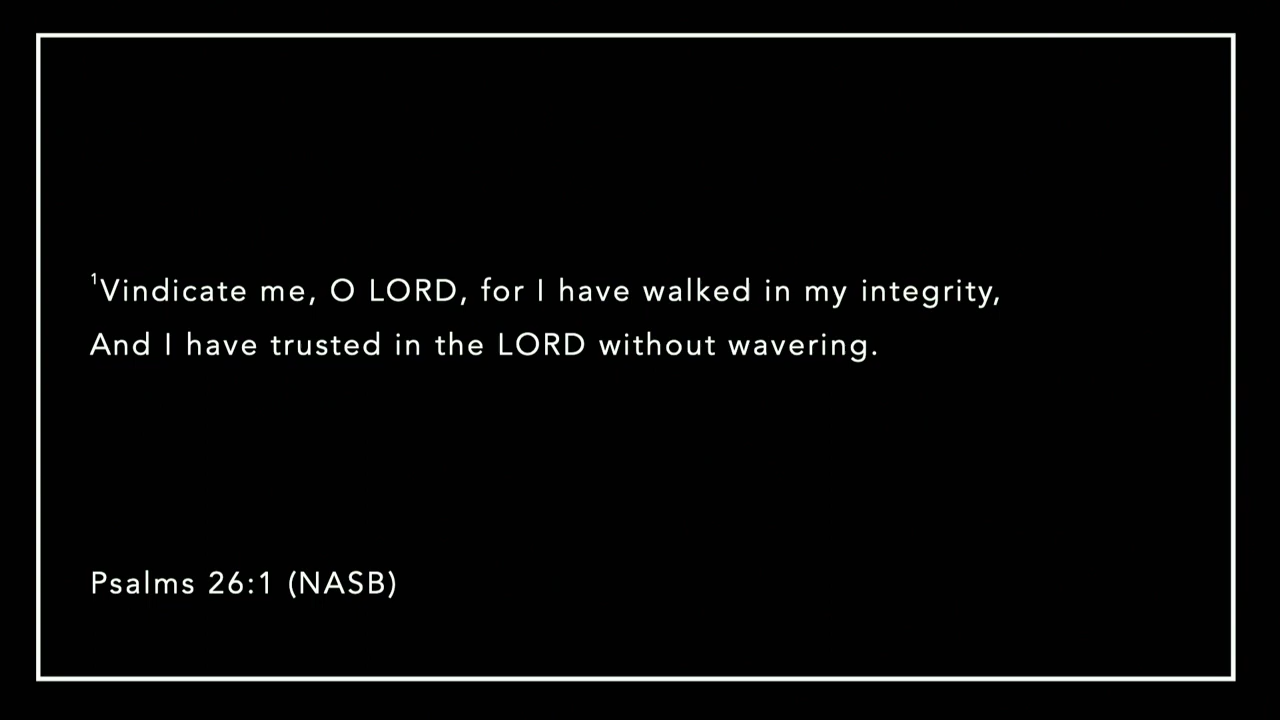 ¹Vindicate me, O LORD, for I have walked in my integrity,
And I have trusted in the LORD without wavering.
Psalms 26:1 (NASB)